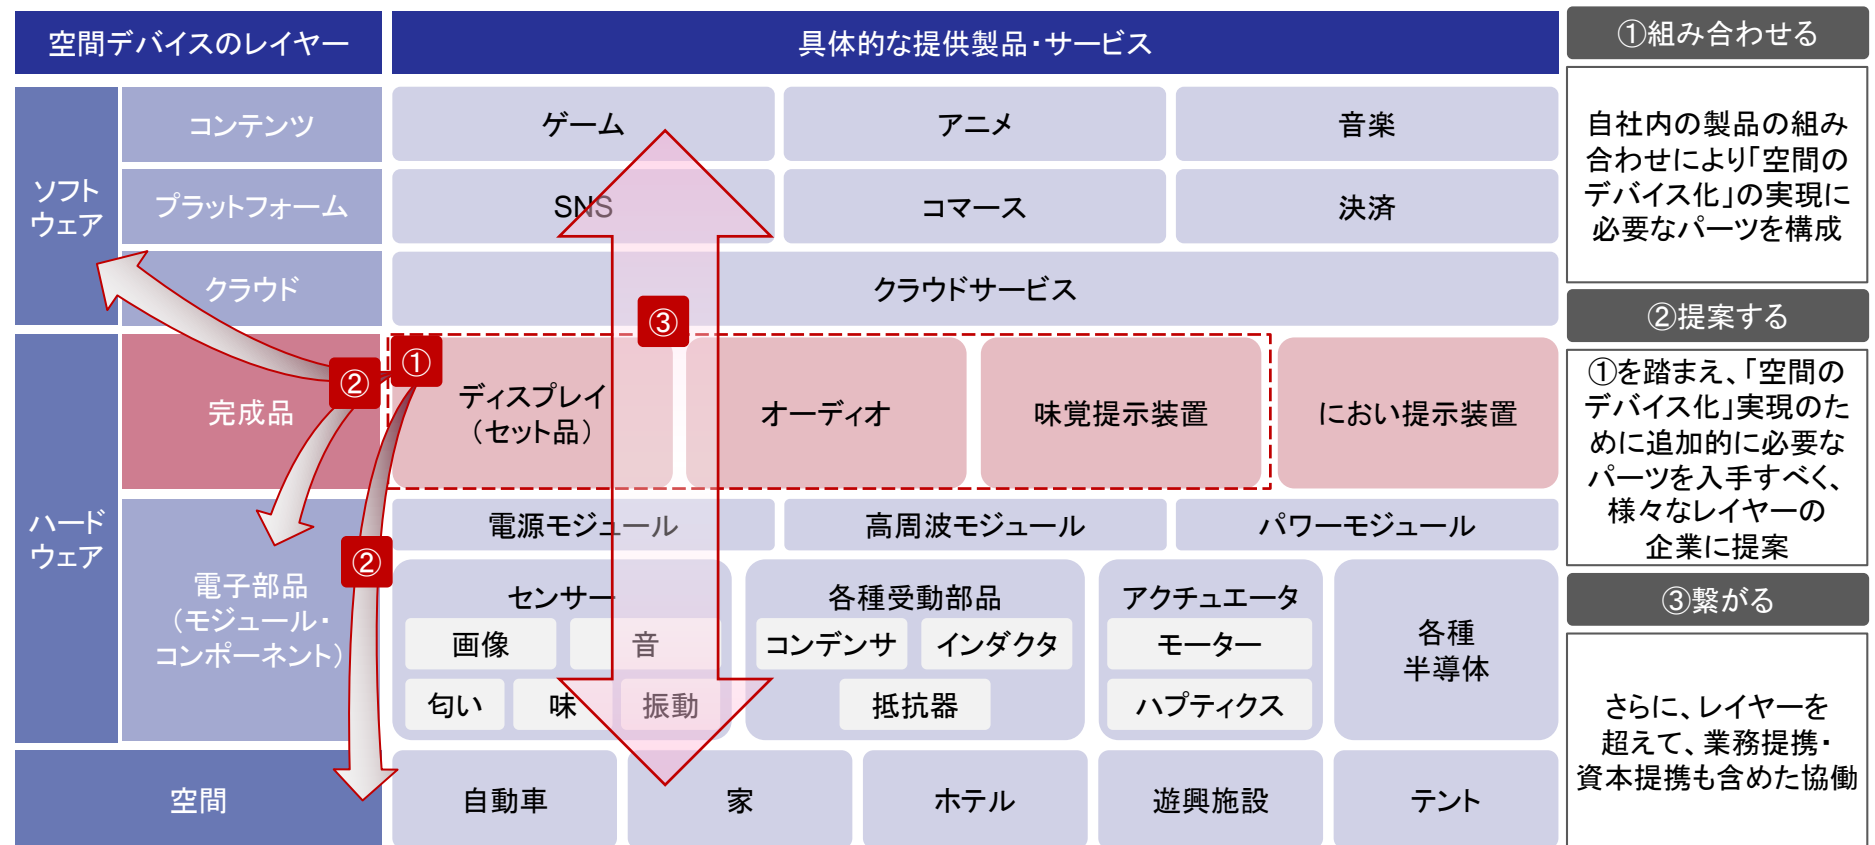 空間デバイスのレイヤー
具体的な提供製品・サービス
①組み合わせる
自社内の製品の組み
合わせにより「空間の
デバイス化」の実現に
必要なパーツを構成
②提案する
①を踏まえ、「空間の
デバイス化」実現のた
めに追加的に必要な
パーツを入手すべく、
様々なレイヤーの
企業に提案
③繋がる
さらに、レイヤーを
超えて、業務提携・
資本提携も含めた協働
ソフト
ウェア
コンテンツ
ゲーム
アニメ
音楽
プラットフォーム
SNS
コマース
決済
クラウド
クラウドサービス
③
ハード
ウェア
完成品
②
①
ディスプレイ
（セット品）
オーディオ
味覚提示装置
におい提示装置
電子部品
（モジュール・
コンポーネント）
②
電源モジュール
高周波モジュール
パワーモジュール
センサー
画像
音
匂い
味
振動
各種受動部品
コンデンサ
インダクタ
抵抗器
アクチュエータ
モーター
ハプティクス
各種
半導体
空間
自動車
家
ホテル
遊興施設
テント